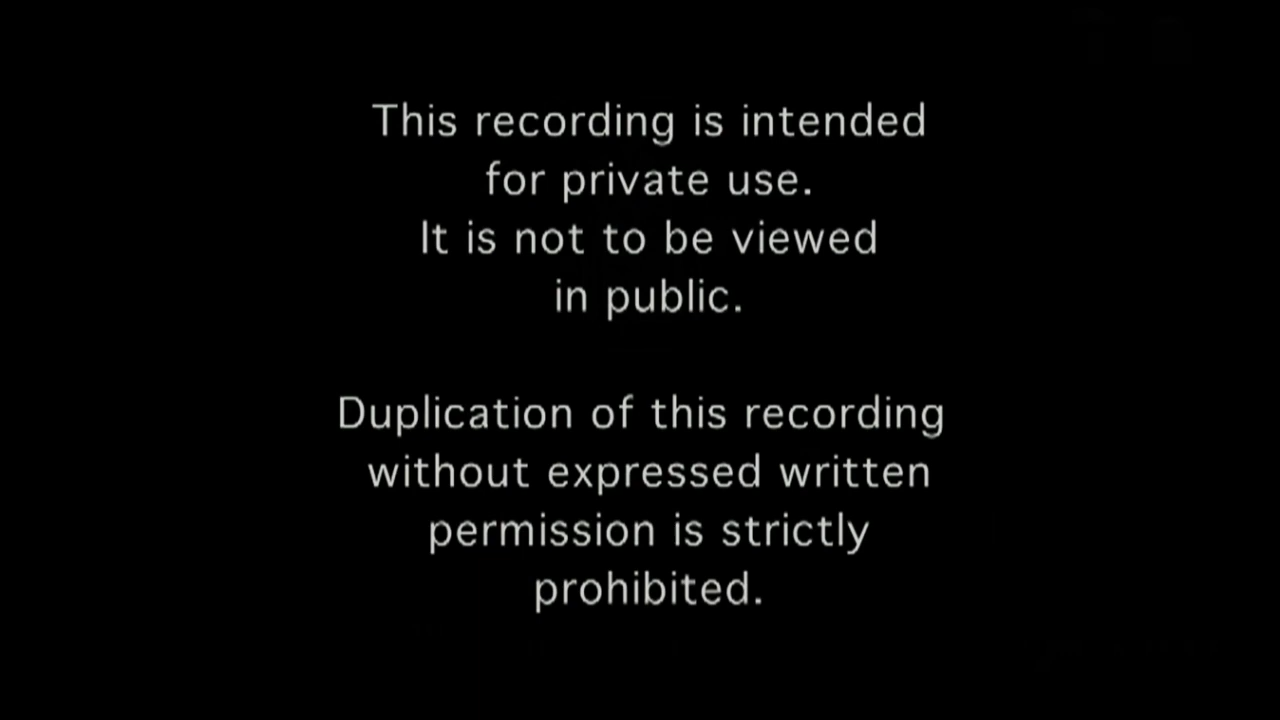 This recording is intended
for private use.
It is not to be viewed
in public.
Duplication of this recording
without expressed written
permission is strictly
prohibited.